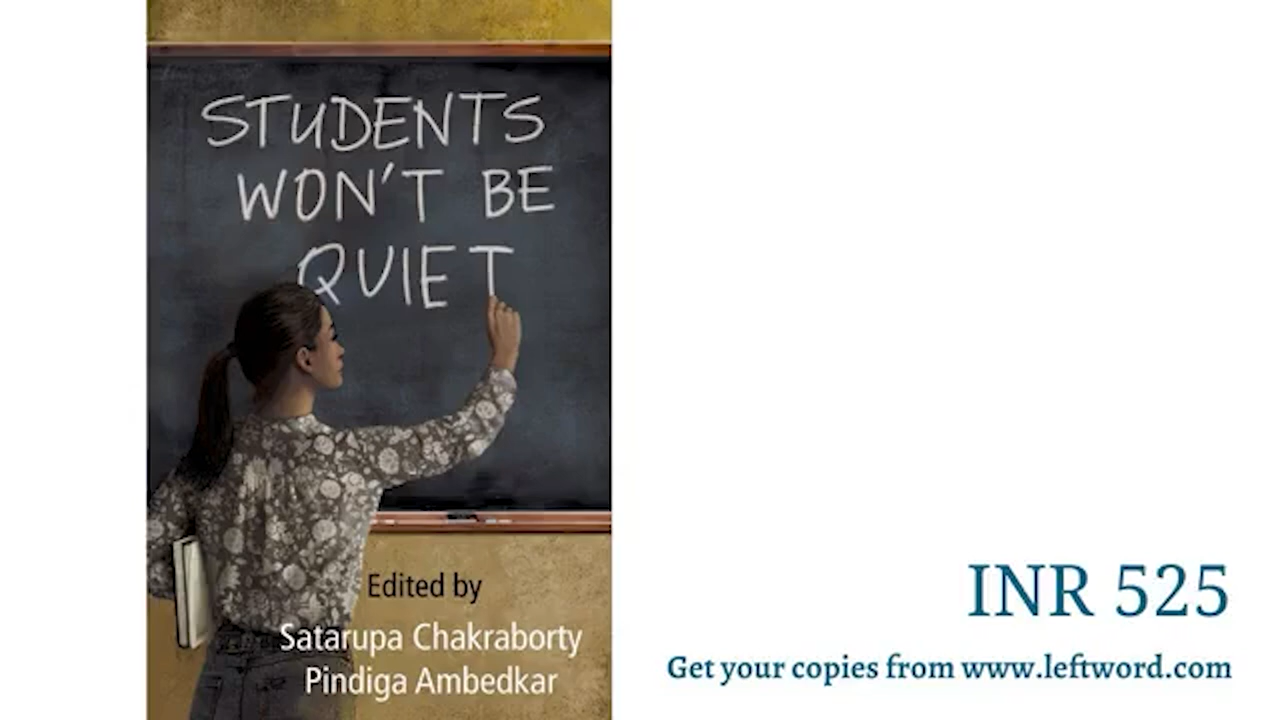 STUDENTS
WON'T BE
QUIET
Edited by
Satarupa Chakraborty
Pindiga Ambedkar
INR 525
Get your copies from www.leftword.com